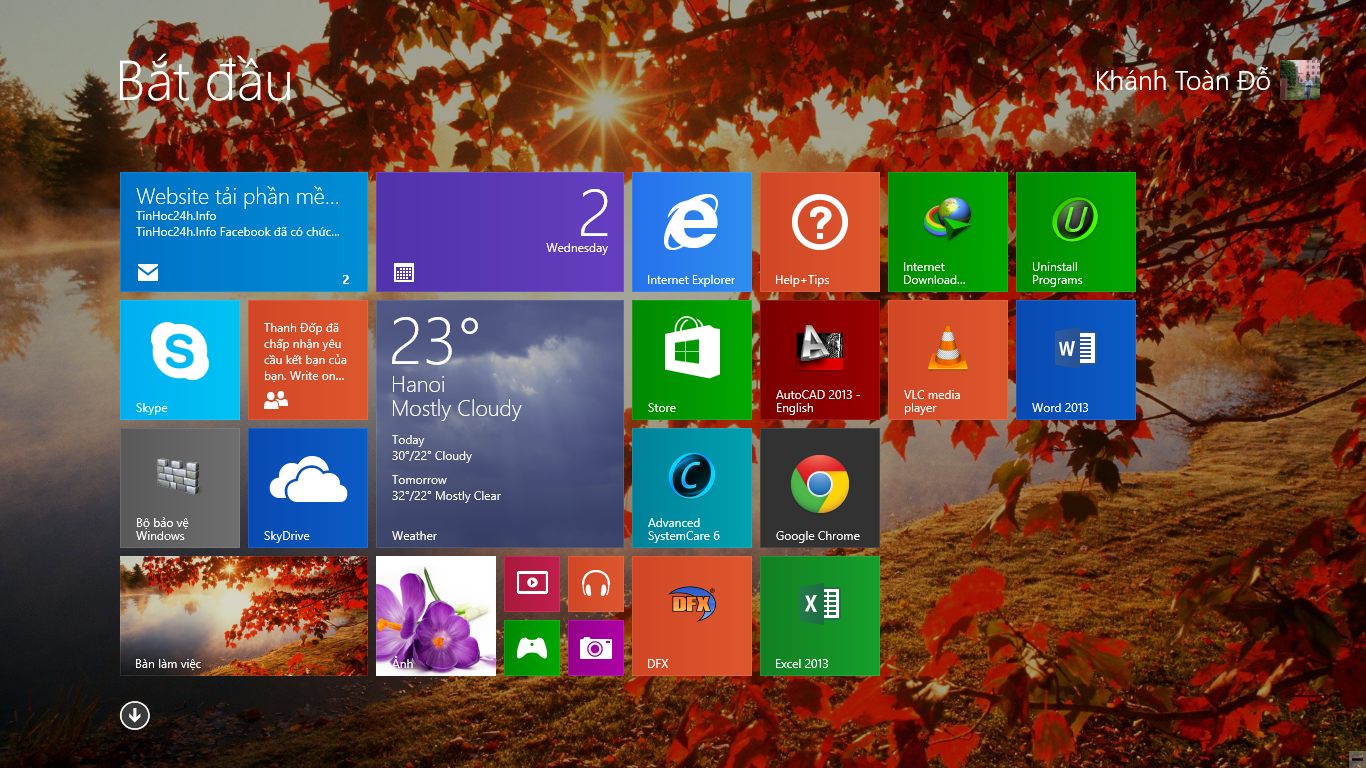 Bắt đầu
Khánh Toàn Đỗ
Website tải phần mề...
TinHoc24h.Info
TinHoc24h.Info Facebook đã có chức...
2
2
Wednesday
Internet Explorer
Help+Tips
Internet
Download...
Uninstall
Programs
Skype
Thanh Đốp đã
chấp nhận yêu
cầu kết bạn của
bạn. Write on...
23°
Hanoi
Mostly Cloudy
Today
30°/22° Cloudy
Tomorrow
32°/22° Mostly Clear
Weather
Store
AutoCAD 2013 -
English
VLC media
player
Word 2013
Bộ bảo vệ
Windows
SkyDrive
Advanced
SystemCare 6
Google Chrome
Bàn làm việc
Ảnh
DFX
DFX
Excel 2013